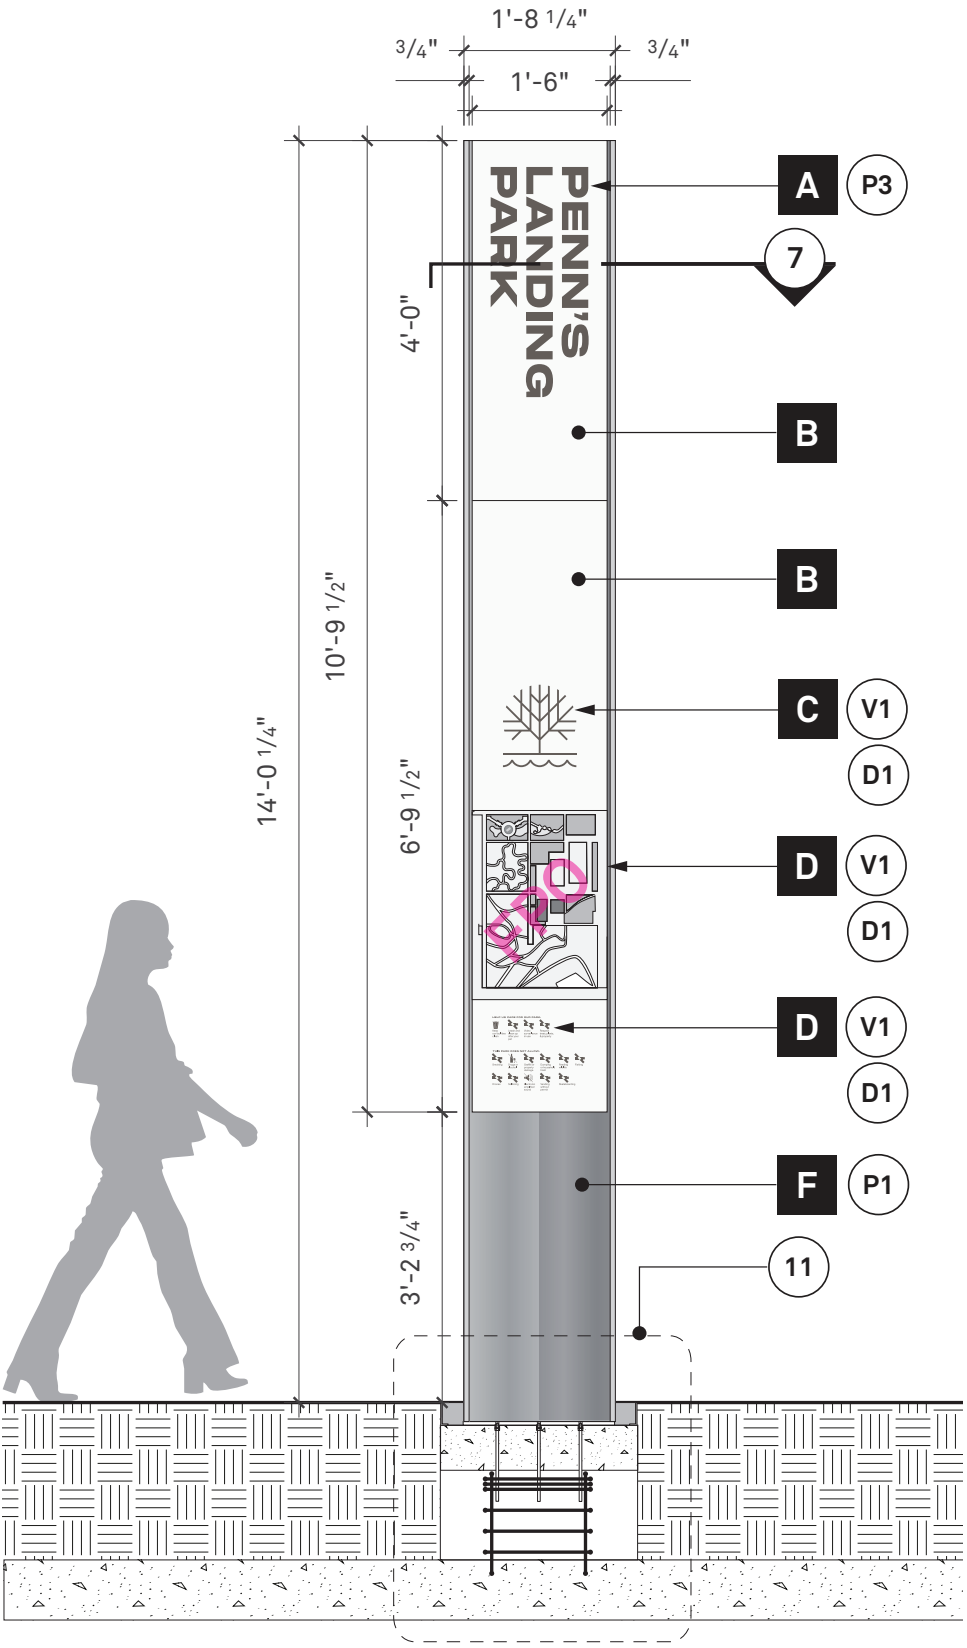 1'-8 1/4"
3/4"
3/4"
1'-6"
PENN'S
LANDING
PARK
A
P3
7
4'-0"
B
10'-9 1/2"
B
C
V1
D1
14'-0 1/4"
6'-9 1/2"
FPO
D
V1
D1
D
V1
D1
F
P1
3'-2 3/4"
11